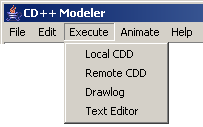 CD++ Modeler
File Edit Execute Animate Help
Local CDD
Remote CDD
Drawlog
Text Editor